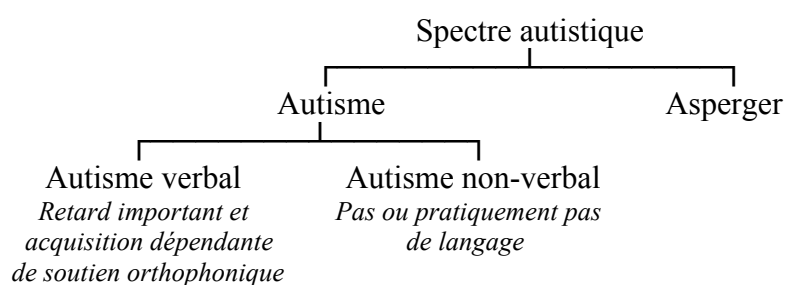 Spectre autistique
Autisme
Asperger
Autisme verbal
Retard important et
acquisition dépendante
de soutien orthophonique
Autisme non-verbal
Pas ou pratiquement pas
de langage